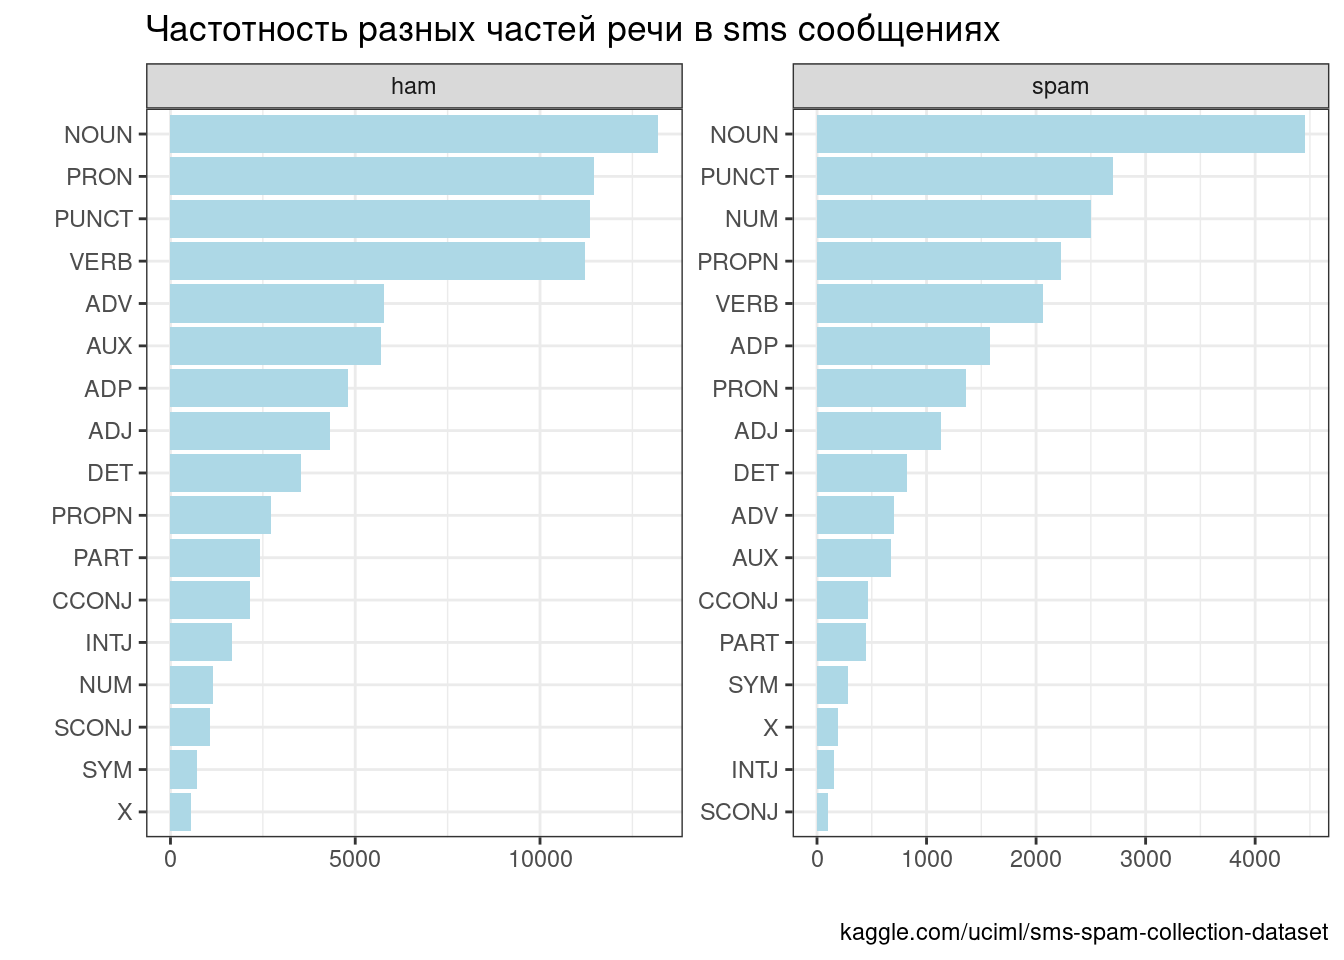 Частотность разных частей речи в sms сообщениях
ham
NOUN
PRON
PUNCT
VERB
ADV
AUX
ADP
ADJ
DET
PROPN
PART
CCONJ
INTJ
NUM
SCONJ
SYM
X
0 5000 10000
spam
NOUN
PUNCT
NUM
PROPN
VERB
ADP
PRON
ADJ
DET
ADV
AUX
CCONJ
PART
SYM
X
INTJ
SCONJ
0 1000 2000 3000 4000
kaggle.com/uciml/sms-spam-collection-dataset